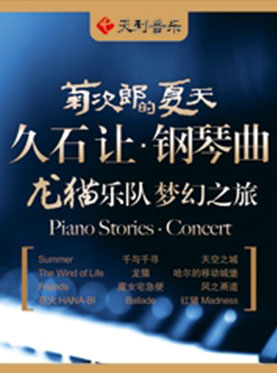 天利音乐
菊次郎的夏天
久石让·钢琴曲
龙猫乐队 梦幻之旅
Piano Stories · Concert
Summer 千与千寻 天空之城
The Wind of Life 龙猫 哈尔的移动城堡
Friends 魔女宅急便 风之甬道
花火 HANA-BI Ballade 红猪 Madness